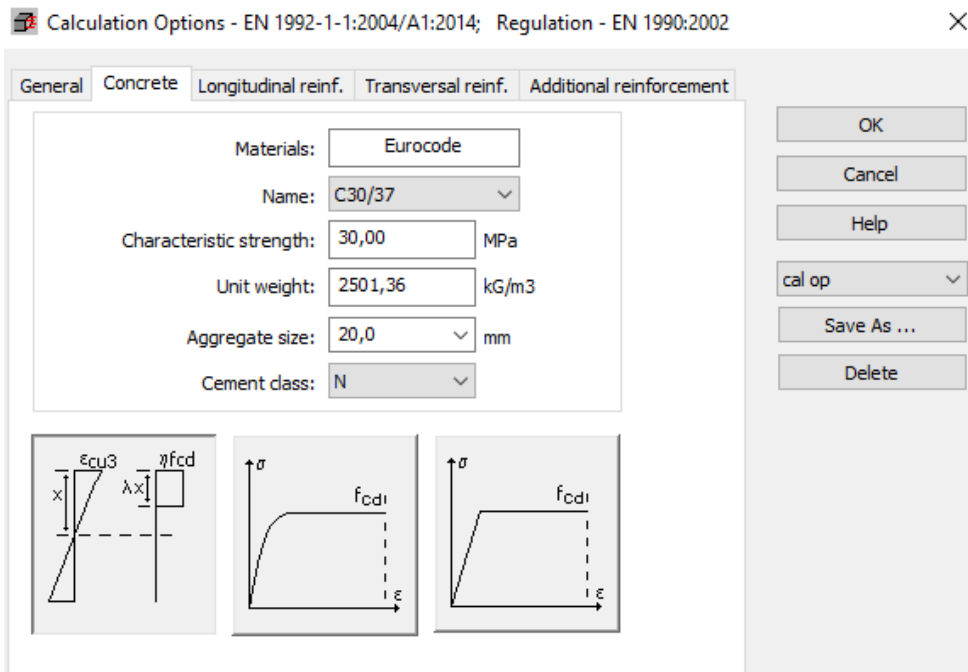 Calculation Options - EN 1992-1-1:2004/A1:2014; Regulation - EN 1990:2002
General Concrete Longitudinal reinf. Transversal reinf. Additional reinforcement
Materials: Eurocode
Name: C30/37
Characteristic strength: 30,00 MPa
Unit weight: 2501,36 kG/m3
Aggregate size: 20,0 mm
Cement class: N
OK
Cancel
Help
cal op
Save As ...
Delete
εcu3 ηfcd
x λx
σ
fcd
ε
σ
fcd
ε